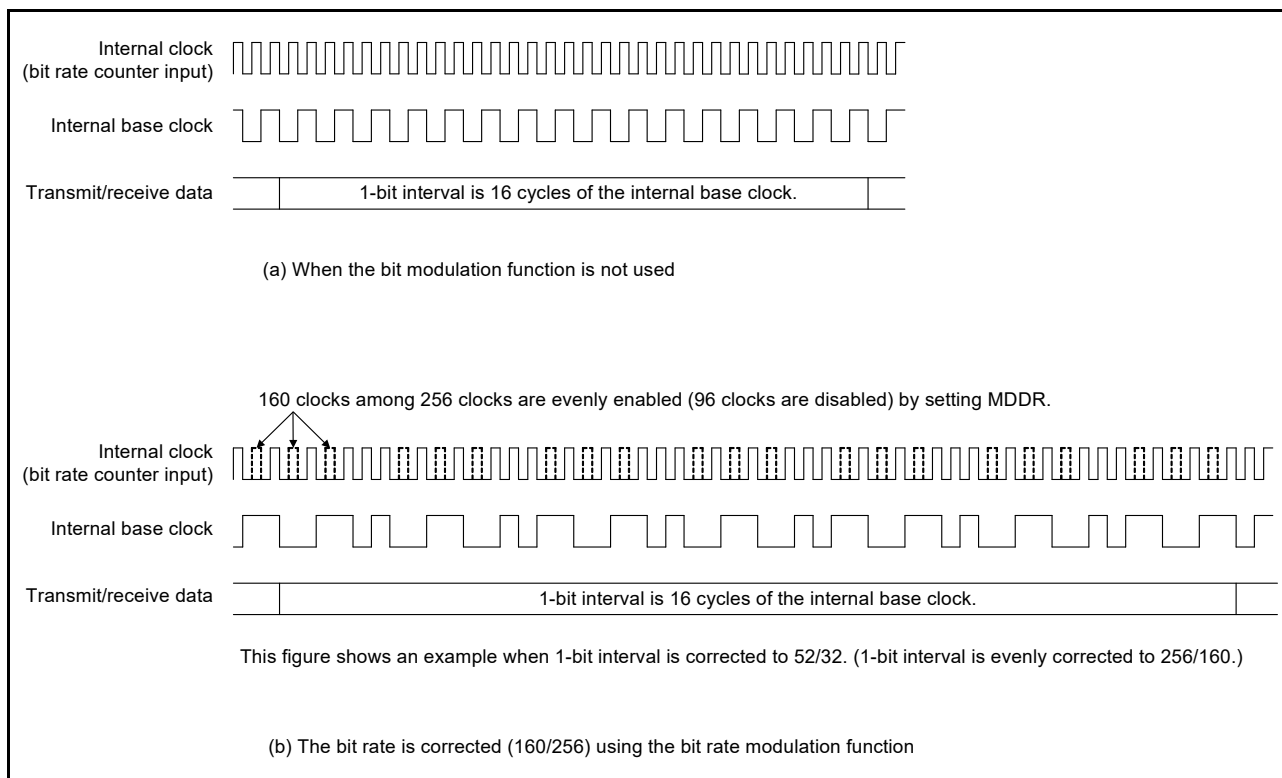 Internal clock
(bit rate counter input)
Internal base clock
Transmit/receive data
1-bit interval is 16 cycles of the internal base clock.
(a) When the bit modulation function is not used
160 clocks among 256 clocks are evenly enabled (96 clocks are disabled) by setting MDDR.
Internal clock
(bit rate counter input)
Internal base clock
Transmit/receive data
1-bit interval is 16 cycles of the internal base clock.
This figure shows an example when 1-bit interval is corrected to 52/32. (1-bit interval is evenly corrected to 256/160.)
(b) The bit rate is corrected (160/256) using the bit rate modulation function